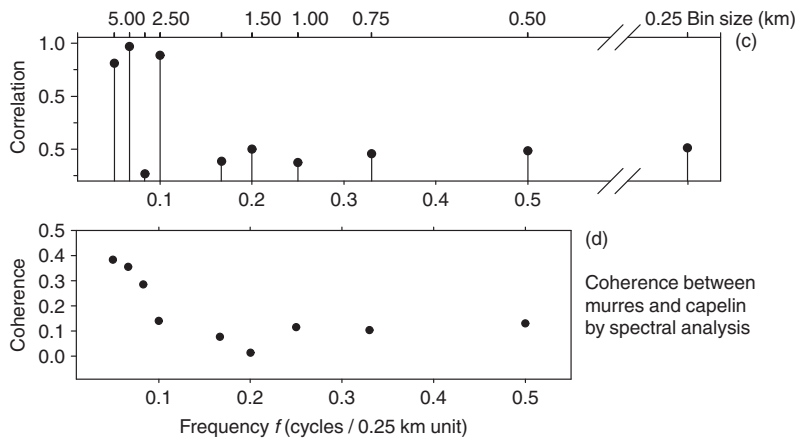 5.00 2.50 1.50 1.00 0.75 0.50 0.25 Bin size (km)
(c)
1.0
0.5
0.5
Correlation
0.1 0.2 0.3 0.4 0.5
(d)
0.5
0.4
0.3
0.2
0.1
0.0
Coherence
Coherence between
murres and capelin
by spectral analysis
0.1 0.2 0.3 0.4 0.5
Frequency f (cycles / 0.25 km unit)